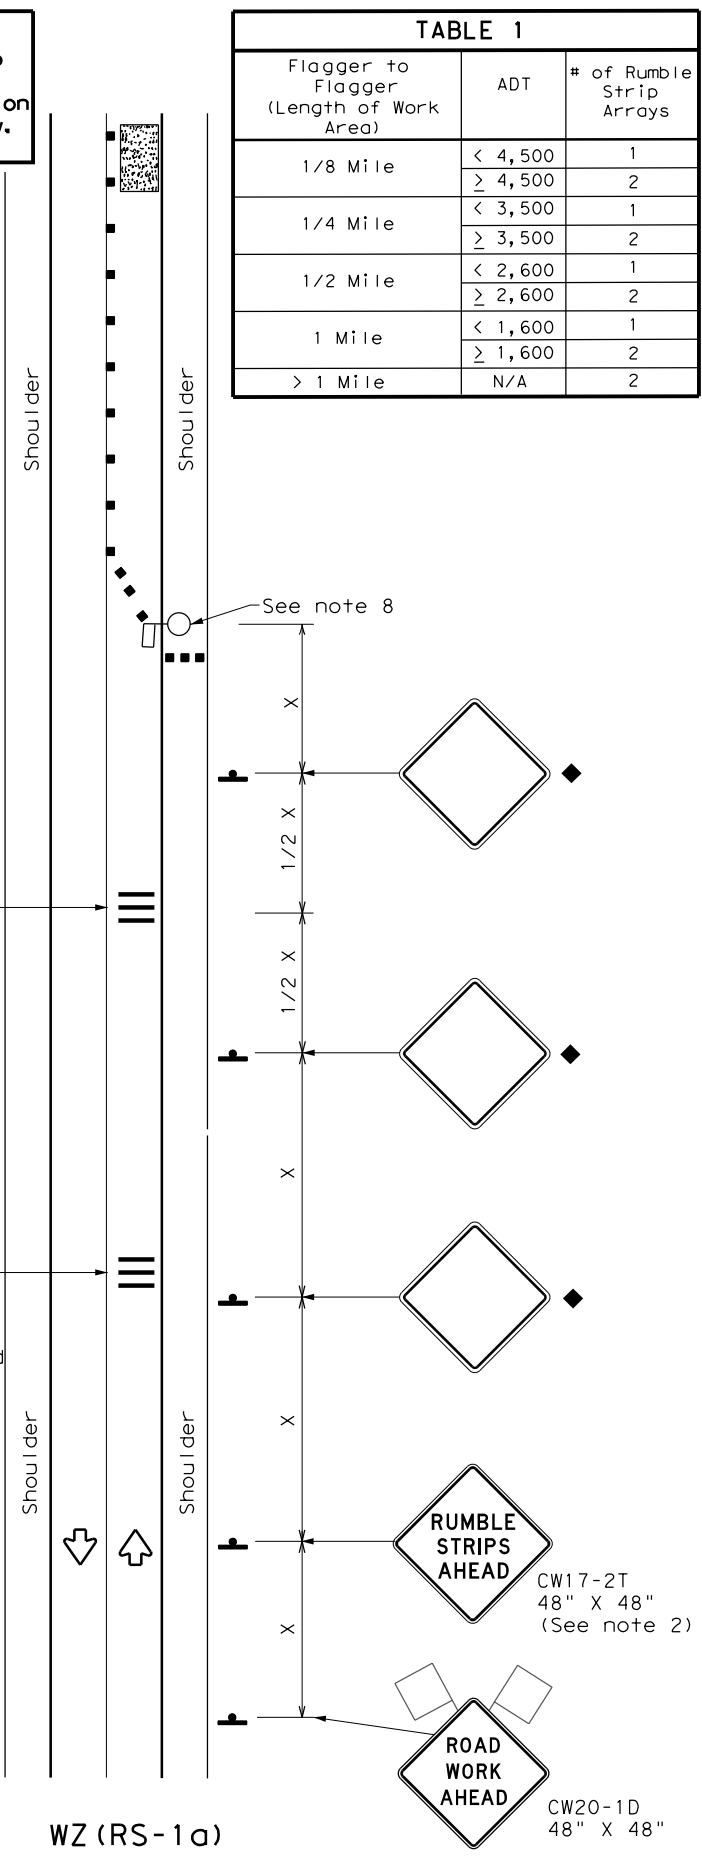 on
TABLE 1
Flagger to
Flagger
(Length of Work
Area)
ADT
# of Rumble
Strip
Arrays
1/8 Mile
< 4,500
1
≥ 4,500
2
1/4 Mile
< 3,500
1
≥ 3,500
2
1/2 Mile
< 2,600
1
≥ 2,600
2
1 Mile
< 1,600
1
≥ 1,600
2
> 1 Mile
N/A
2
Shoulder
Shoulder
See note 8
X
1/2 X
1/2 X
X
X
Shoulder
Shoulder
RUMBLE
STRIPS
AHEAD
CW17-2T
48" X 48"
(See note 2)
X
ROAD
WORK
AHEAD
CW20-1D
48" X 48"
WZ(RS-1a)